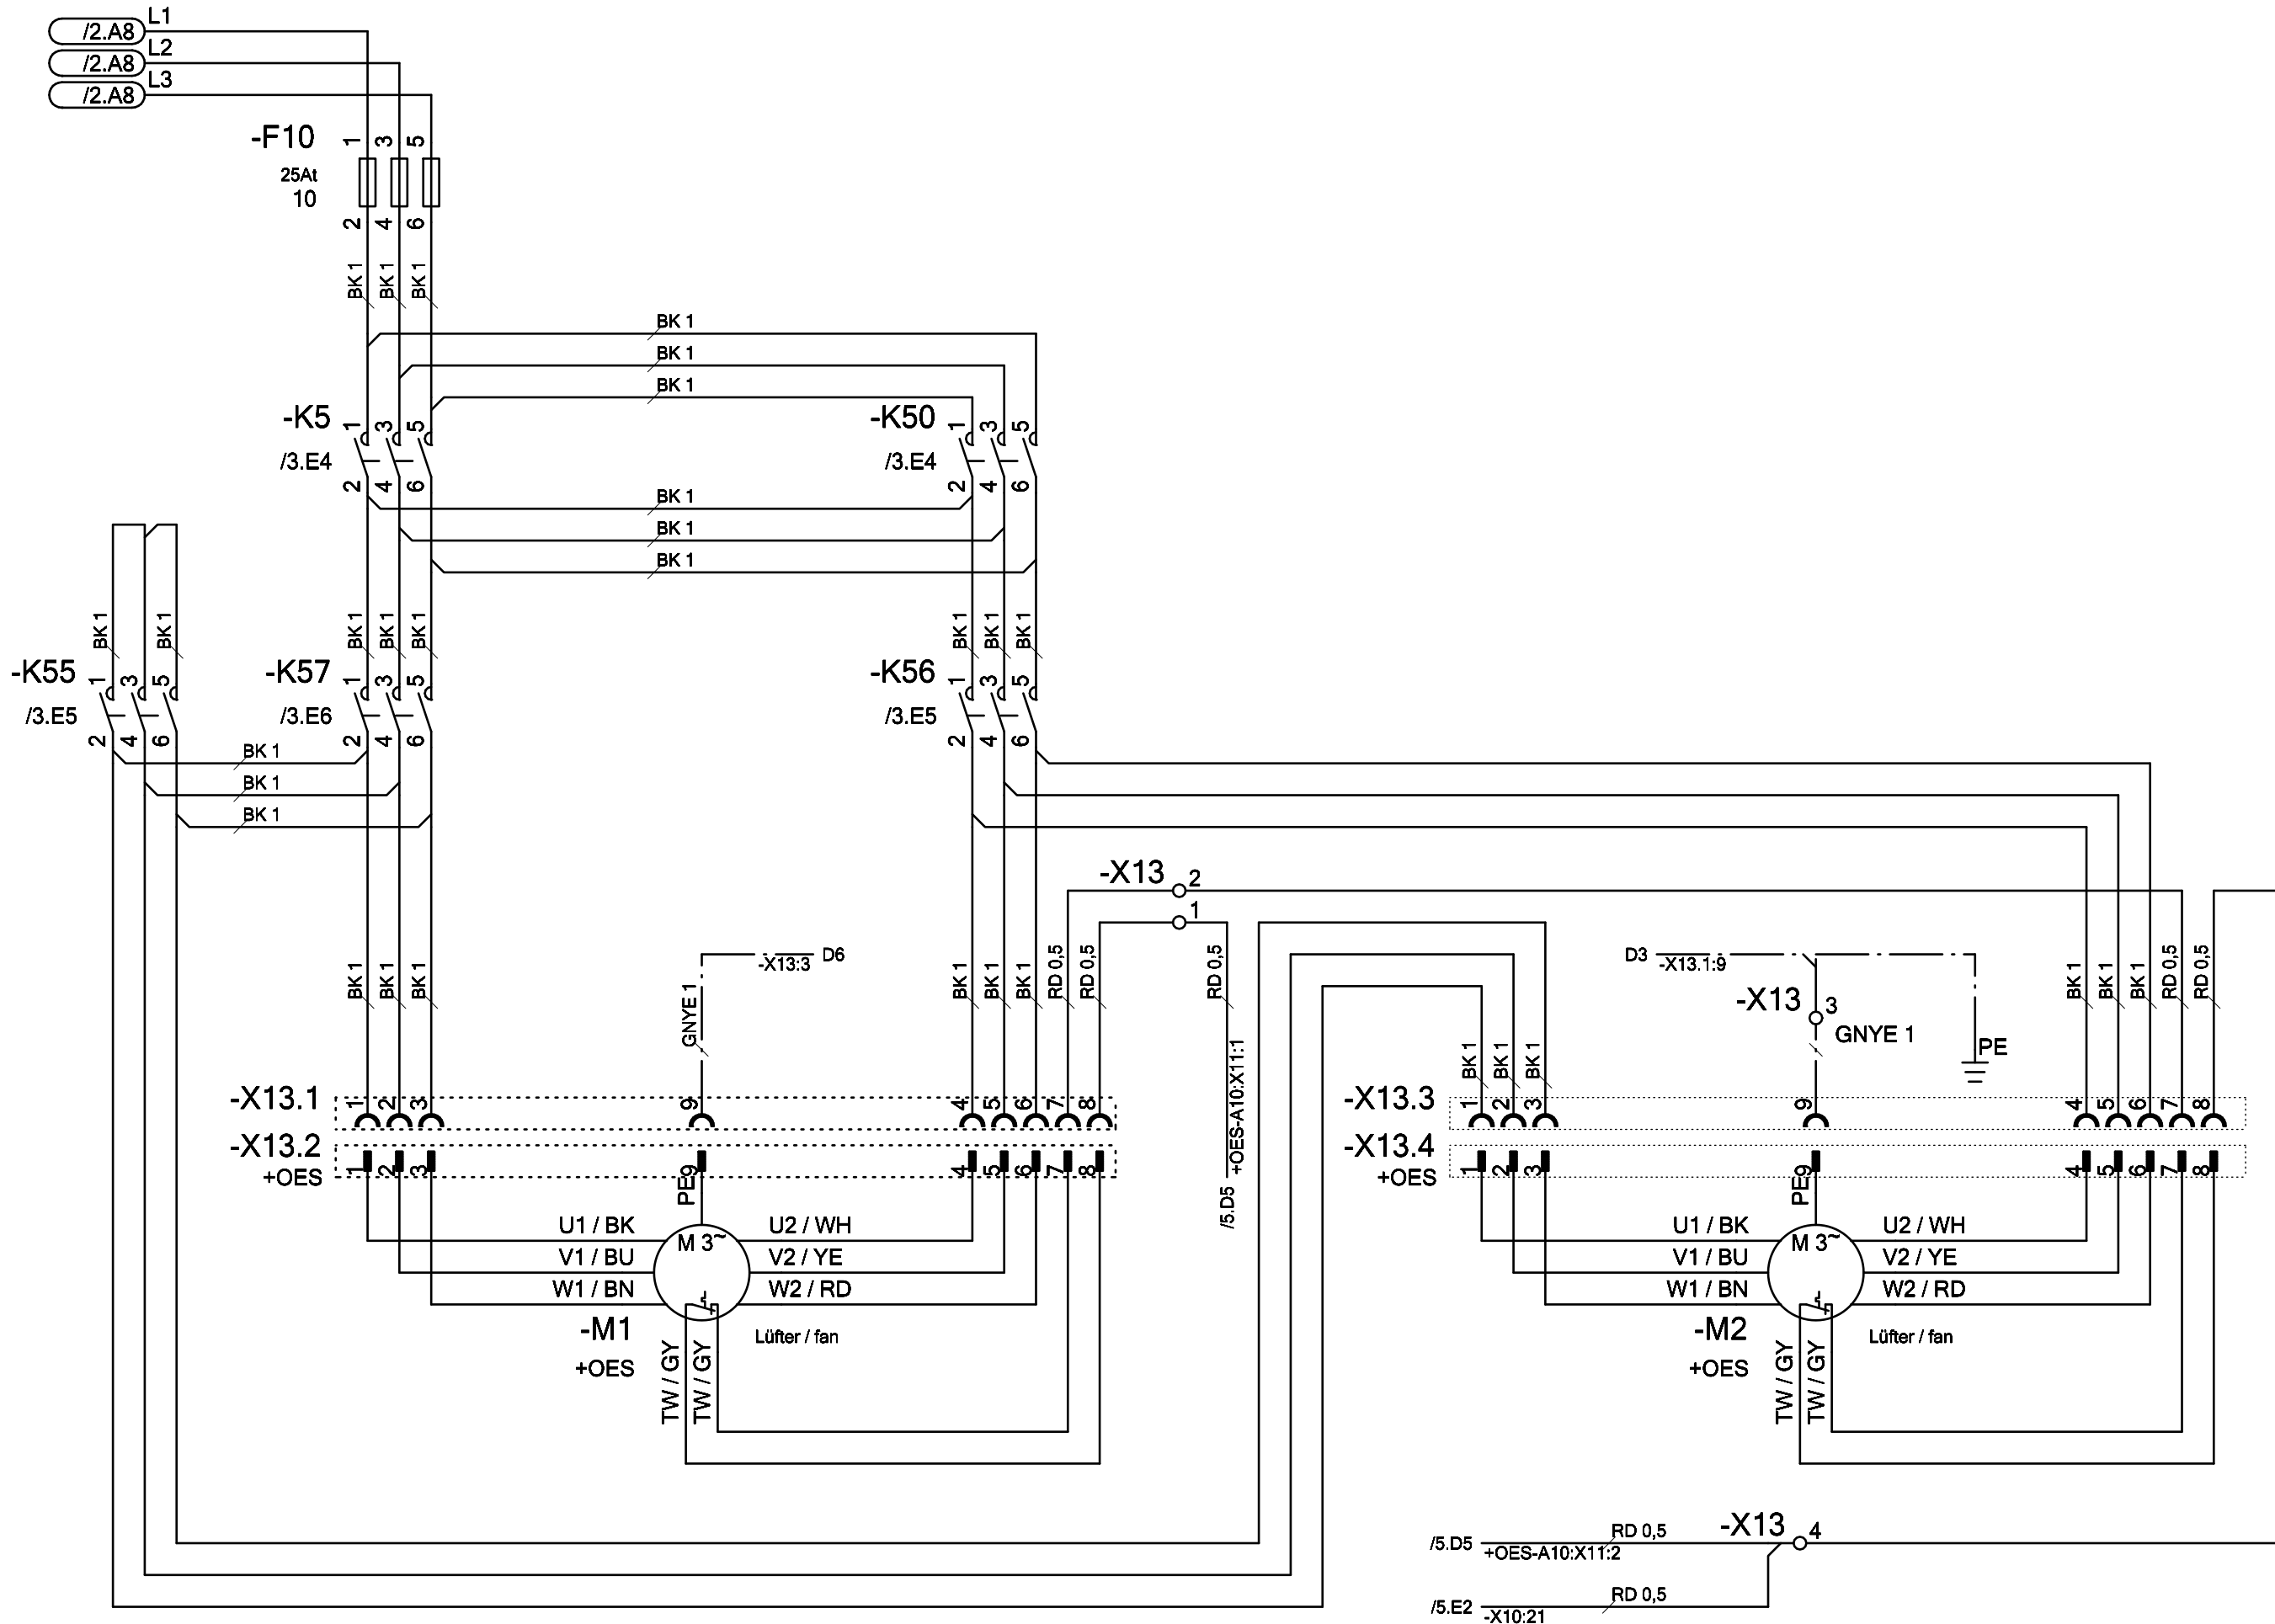 L1
/2.A8
L2
/2.A8
L3
/2.A8
-F10 1 3 5
25At
10
2 4 6
BK 1 BK 1 BK 1
BK 1
BK 1
BK 1
-K5 1 3 5
/3.E4
2 4 6
-K50 1 3 5
/3.E4
2 4 6
BK 1
BK 1
BK 1
BK 1 BK 1 BK 1 BK 1 BK 1 BK 1 BK 1 BK 1
-K55 1 3 5
/3.E5
2 4 6
-K57 1 3 5
/3.E6
2 4 6
-K56 1 3 5
/3.E5
2 4 6
BK 1
BK 1
BK 1
-X13 2
1
BK 1 BK 1 BK 1
GNYE 1
-X13:3 D6
BK 1 BK 1 BK 1 RD 0,5 RD 0,5
RD 0,5
+OES-A10:X11:1
/5.D5
D3 -X13.1:9
-X13 3
GNYE 1
PE
BK 1 BK 1 BK 1
BK 1 BK 1 BK 1 RD 0,5 RD 0,5
-X13.1 1 2 3 9 4 5 6 7 8
-X13.2 1 2 3 9 4 5 6 7 8
+OES
PE
-X13.3 1 2 3 9 4 5 6 7 8
-X13.4 1 2 3 9 4 5 6 7 8
+OES
PE
U1 / BK M 3~ U2 / WH
V1 / BU V2 / YE
W1 / BN W2 / RD
-M1 Lüfter / fan
+OES
TW / GY TW / GY
U1 / BK M 3~ U2 / WH
V1 / BU V2 / YE
W1 / BN W2 / RD
-M2 Lüfter / fan
+OES
TW / GY TW / GY
/5.D5 RD 0,5 -X13 4
+OES-A10:X11:2
/5.E2 RD 0,5
-X10:21